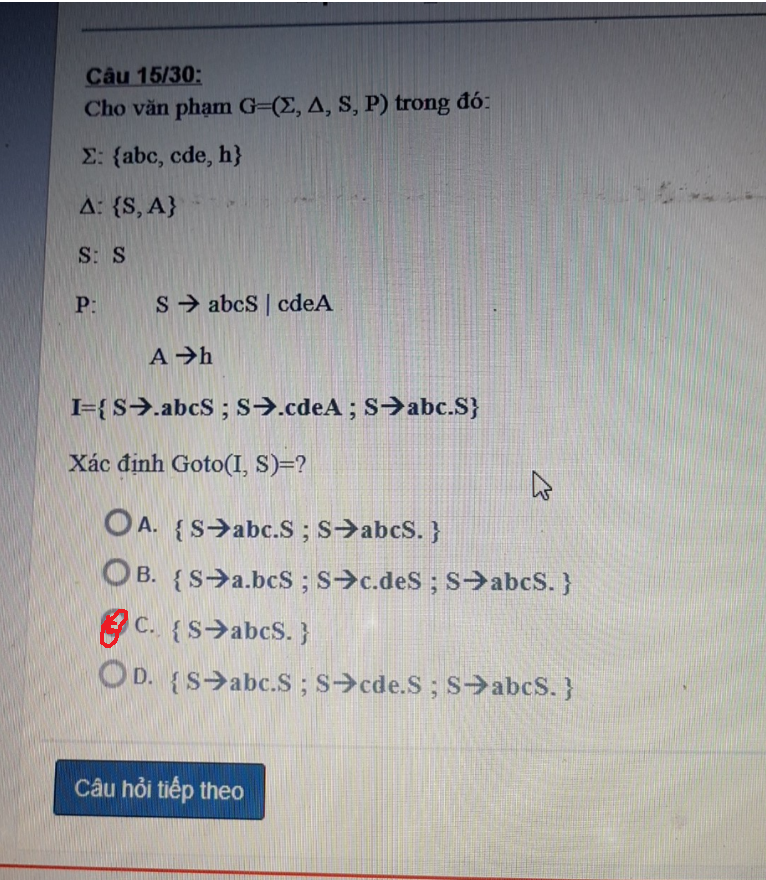 Câu 15/30:
Cho văn phạm G=(Σ, Δ, S, P) trong đó:
Σ: {abc, cde, h}
Δ: {S, A}
S: S
P: S → abcS | cdeA
A →h
I={ S→.abcS ; S→.cdeA ; S→abc.S}
Xác định Goto(I, S)=?
A. { S→abc.S ; S→abcS. }
B. { S→a.bcS ; S→c.deS ; S→abcS. }
C. { S→abcS. }
D. { S→abc.S ; S→cde.S ; S→abcS. }
Câu hỏi tiếp theo